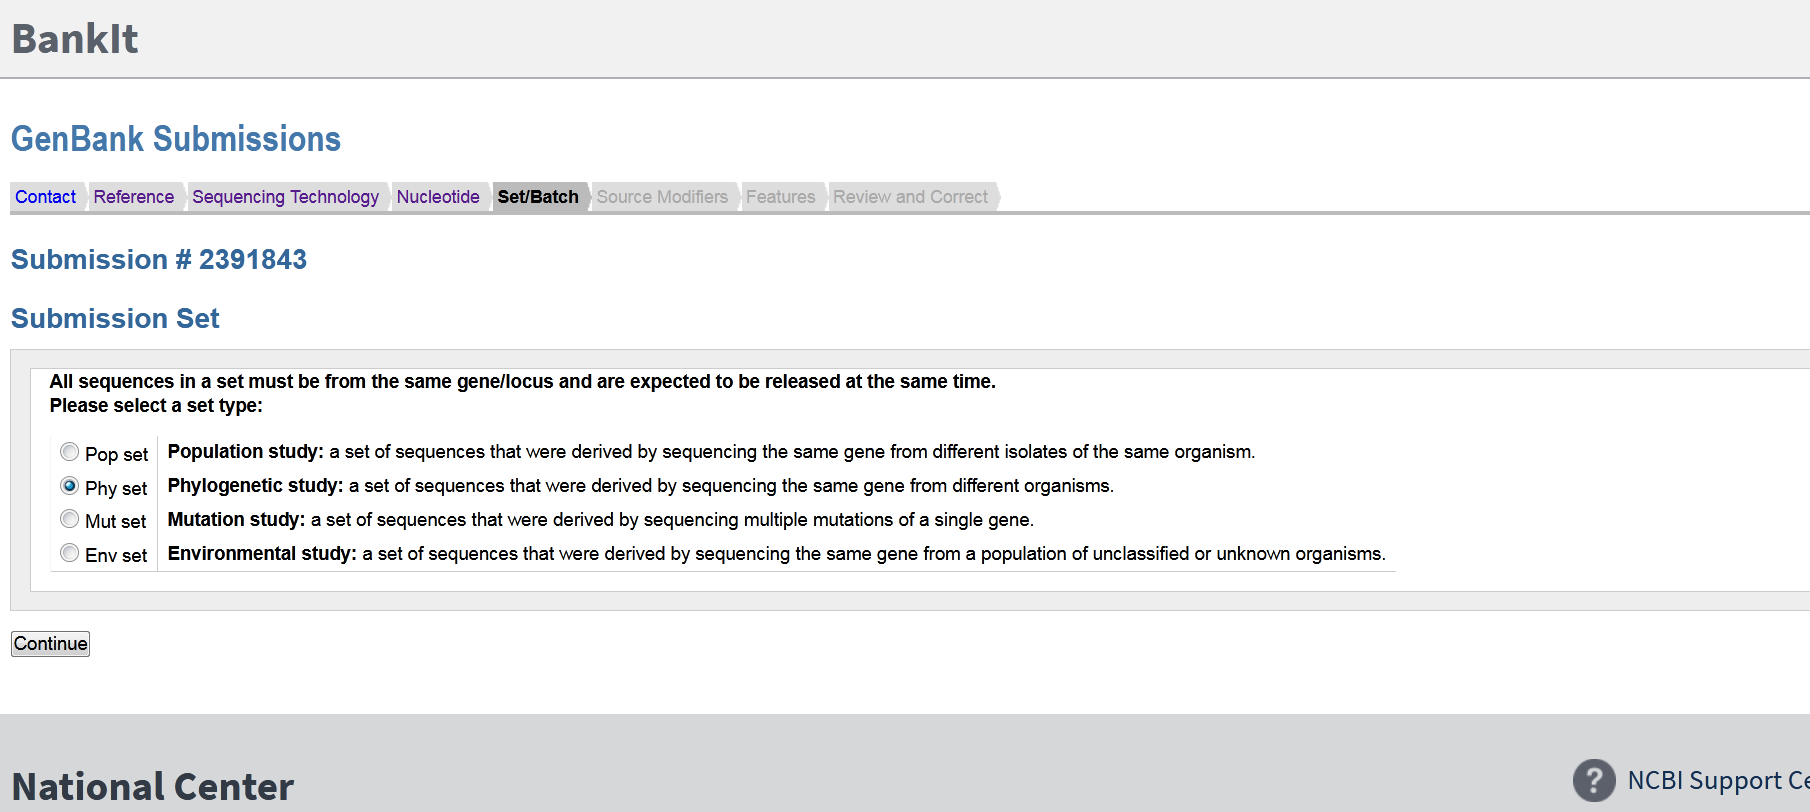 BankIt
GenBank Submissions
Contact Reference Sequencing Technology Nucleotide Set/Batch Source Modifiers Features Review and Correct
Submission # 2391843
Submission Set
All sequences in a set must be from the same gene/locus and are expected to be released at the same time.
Please select a set type:
Pop set Population study: a set of sequences that were derived by sequencing the same gene from different isolates of the same organism.
Phy set Phylogenetic study: a set of sequences that were derived by sequencing the same gene from different organisms.
Mut set Mutation study: a set of sequences that were derived by sequencing multiple mutations of a single gene.
Env set Environmental study: a set of sequences that were derived by sequencing the same gene from a population of unclassified or unknown organisms.
Continue
National Center
? NCBI Support Ce